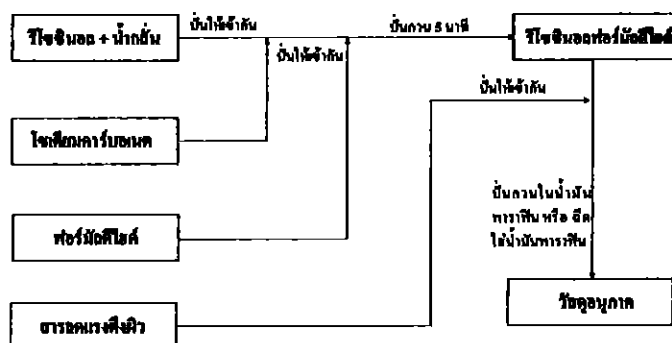 ปั่นให้เข้ากัน
ปั่นกวน 5 นาที
รีโซซินอล + น้ำกลั่น
รีโซซินอลฟอร์มัลดีไฮด์
ปั่นให้เข้ากัน
ปั่นให้เข้ากัน
โซเดียมคาร์บอเนต
ปั่นกวนในน้ำมัน
พาราฟิน หรือ ฉีด
ใส่น้ำมันพาราฟิน
ฟอร์มัลดีไฮด์
วัสดุอนุภาค
สารลดแรงตึงผิว